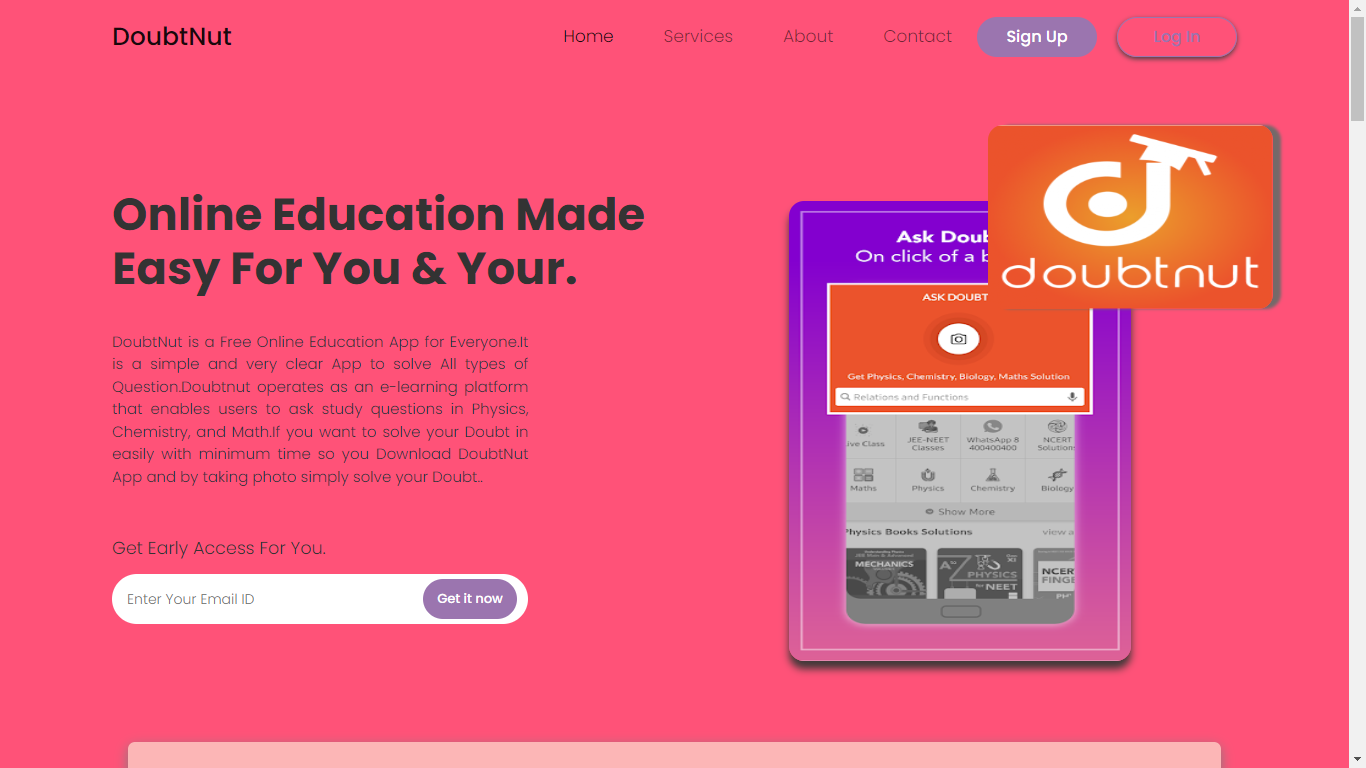 DoubtNut
Home
Services
About
Contact
Sign Up
Log In
Online Education Made
Easy For You & Your.
DoubtNut is a Free Online Education App for Everyone.It
is a simple and very clear App to solve All types of
Question.Doubtnut operates as an e-learning platform
that enables users to ask study questions in Physics,
Chemistry, and Math.If you want to solve your Doubt in
easily with minimum time so you Download DoubtNut
App and by taking photo simply solve your Doubt..
Get Early Access For You.
Enter Your Email ID
Get it now
doubtnut
Ask Doub
On click of a b
ASK DOUBT
Get Physics, Chemistry, Biology, Maths Solution
Relations and Functions
ive Class
JEE-NEET
Classes
WhatsApp 8
400400400
NCERT
Solution
Maths
Physics
Chemistry
Biology
Show More
Physics Books Solutions
view a
MECHANICS
A to Z
PHYSICS
for NEET
NCER
FINGE